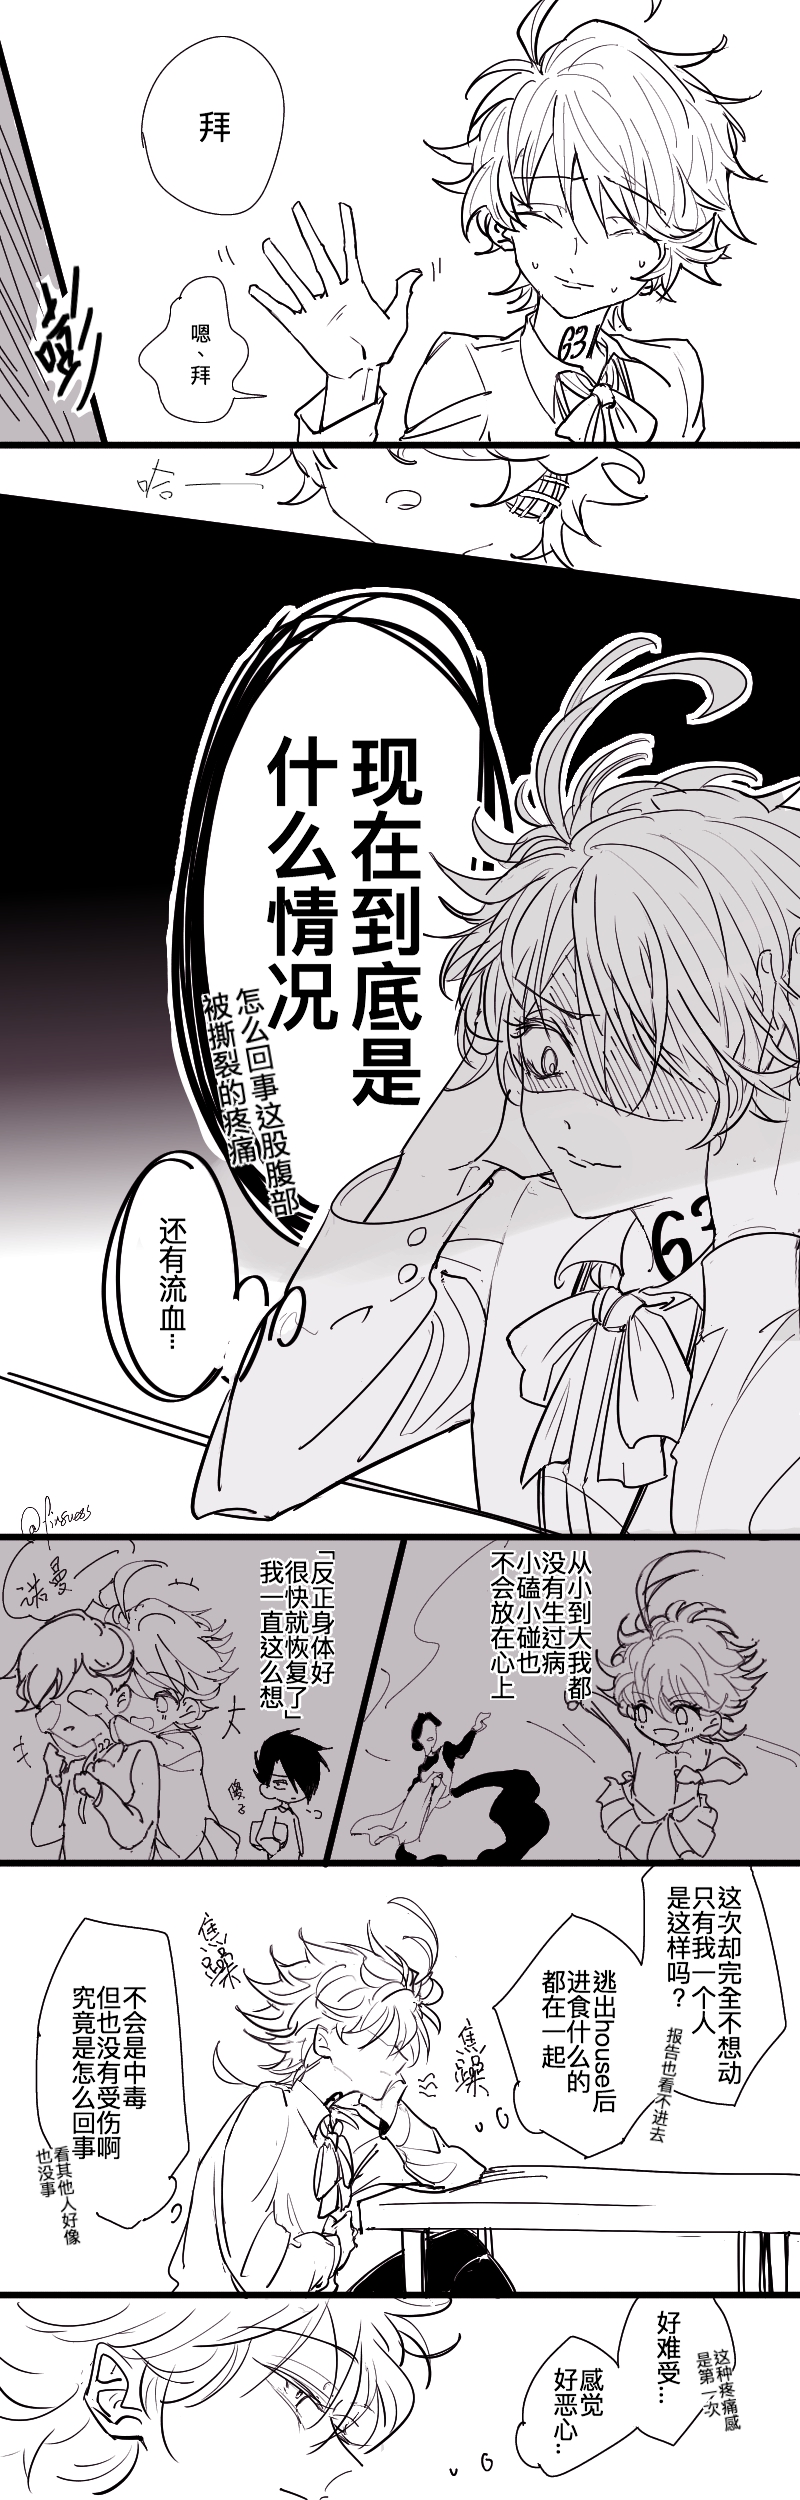 拜
631
嘭
嗯、拜
哈——
现在到底是
什么情况
怎么回事这股腹部
被撕裂的疼痛
63
还有流血…
@finguess
从小到大我都
没有生过病
小磕小碰也
不会放在心上
「反正身体好
很快就恢复了」
我一直这么想
诺曼—
22
傻子
这次却完全不想动
只有我一个人
是这样吗？
报告也看不进去
逃出house后
进食什么的
都在一起
焦躁
焦躁
不会是中毒
但也没有受伤啊
究竟是怎么回事
看其他人好像
也没事
这种疼痛感
是第一次
好难受…
感觉
好恶心…